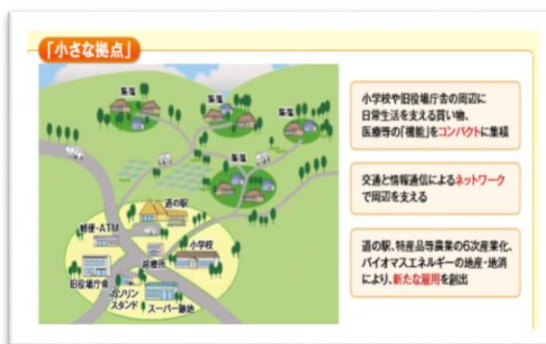 「小さな拠点」
集落
集落
集落
集落
道の駅
郵便・ATM
小学校
診療所
旧役場庁舎
ガソリン
スタンド
スーパー跡地
小学校や旧役場庁舎の周辺に
日常生活を支える買い物、
医療等の「機能」をコンパクトに集積
交通と情報通信によるネットワーク
で周辺を支える
道の駅、特産品等農業の6次産業化、
バイオマスエネルギーの地産・地消
により、新たな雇用を創出